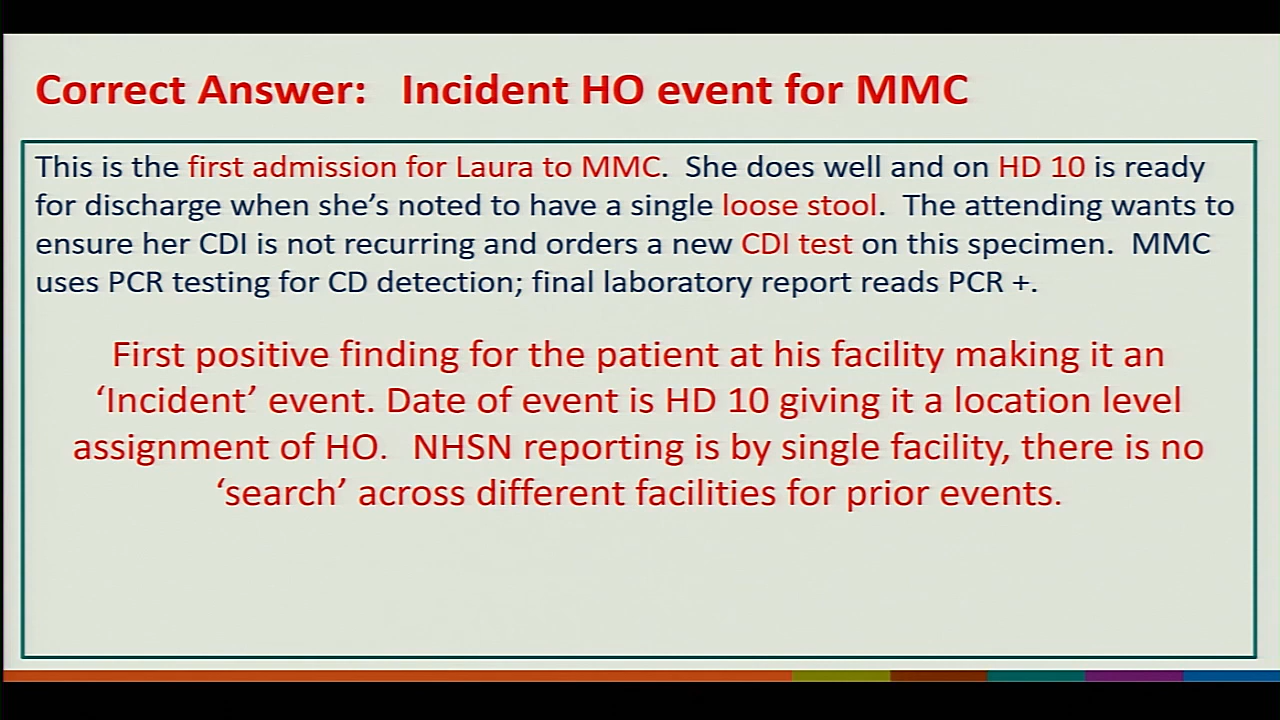 Correct Answer:   Incident HO event for MMC
This is the first admission for Laura to MMC.  She does well and on HD 10 is ready
for discharge when she’s noted to have a single loose stool.  The attending wants to
ensure her CDI is not recurring and orders a new CDI test on this specimen.  MMC
uses PCR testing for CD detection; final laboratory report reads PCR +.
First positive finding for the patient at his facility making it an
‘Incident’ event. Date of event is HD 10 giving it a location level
assignment of HO.  NHSN reporting is by single facility, there is no
‘search’ across different facilities for prior events.